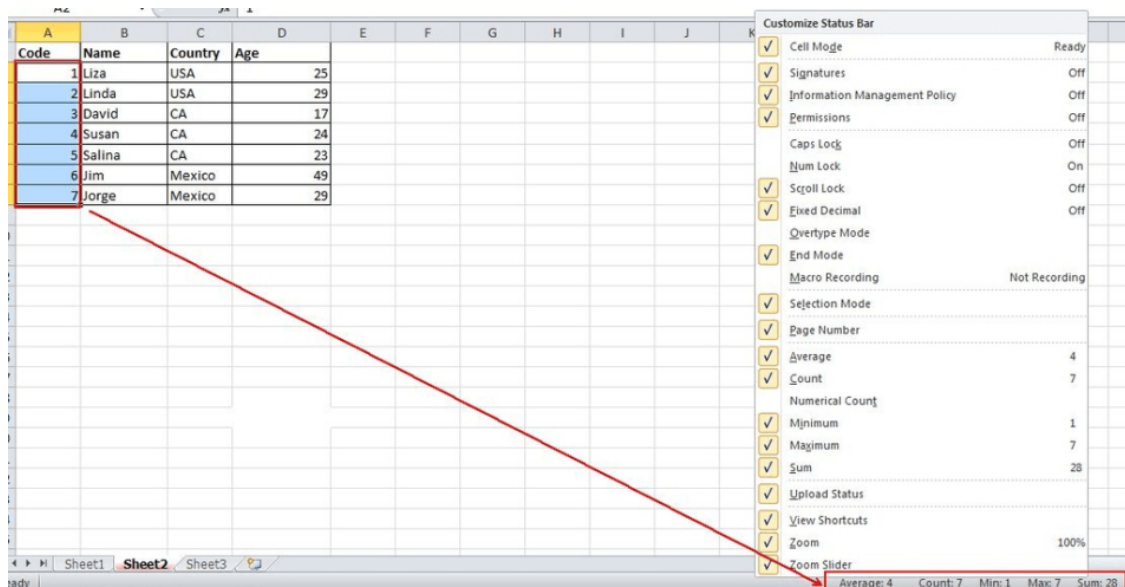 A B C D E F G H I J K
Code Name Country Age
1 Liza USA 25
2 Linda USA 29
3 David CA 17
4 Susan CA 24
5 Salina CA 23
6 Jim Mexico 49
7 Jorge Mexico 29
Customize Status Bar
Cell Mode Ready
Signatures Off
Information Management Policy Off
Permissions Off
Caps Lock Off
Num Lock On
Scroll Lock Off
Fixed Decimal Off
Overtype Mode
End Mode
Macro Recording Not Recording
Selection Mode
Page Number
Average 4
Count 7
Numerical Count
Minimum 1
Maximum 7
Sum 28
Upload Status
View Shortcuts
Zoom 100%
Zoom Slider
Sheet1 Sheet2 Sheet3
Average: 4 Count: 7 Min: 1 Max: 7 Sum: 28